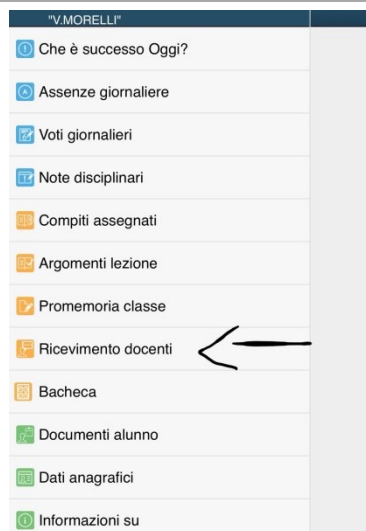 "V.MORELLI"
Che è successo Oggi?
Assenze giornaliere
Voti giornalieri
Note disciplinari
Compiti assegnati
Argomenti lezione
Promemoria classe
Ricevimento docenti
Bacheca
Documenti alunno
Dati anagrafici
Informazioni su